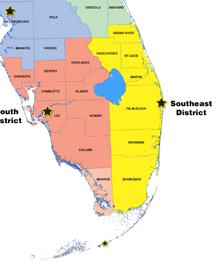 OSCEOLA
BREVARD
HILLSBOROUGH
POLK
INDIAN RIVER
MANATEE
HARDEE
OKEECHOBEE
ST LUCIE
HIGHLANDS
SARASOTA
DESOTO
MARTIN
CHARLOTTE
GLADES
PALM BEACH
Southeast
District
outh
strict
LEE
HENDRY
BROWARD
COLLIER
MONROE
MIAMI-DADE